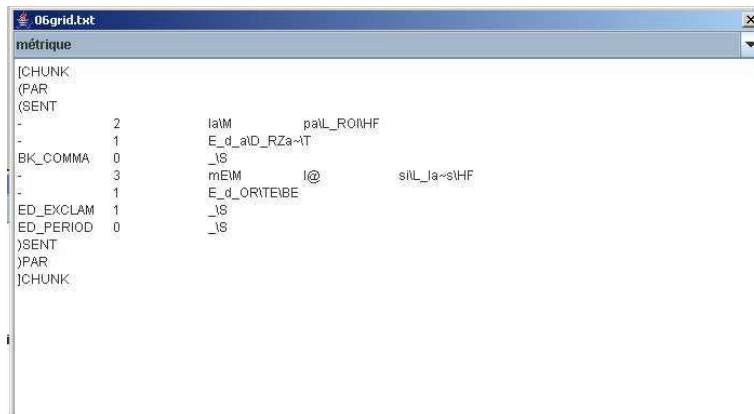 06grid.txt
métrique
[CHUNK
(PAR
(SENT
- 2 la\M pa\L_ROI\HF
- 1 E_d_a\D_RZa~\T
BK_COMMA 0 _\S
- 3 mE\M l@ si\L_la~s\HF
- 1 E_d_OR\TE\BE
ED_EXCLAM 1 _\S
ED_PERIOD 0 _\S
)SENT
)PAR
]CHUNK